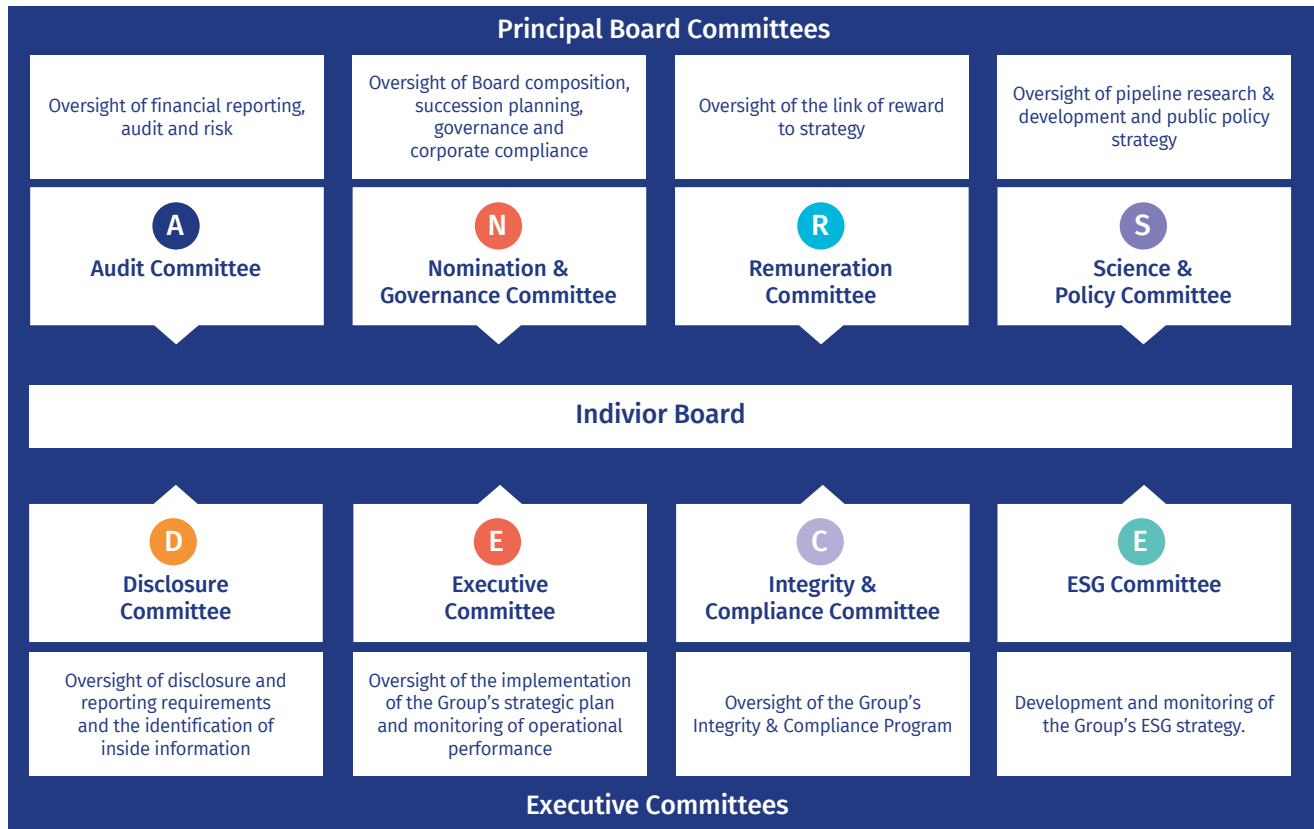 Principal Board Committees
Oversight of financial reporting,
audit and risk
Oversight of Board composition,
succession planning,
governance and
corporate compliance
Oversight of the link of reward
to strategy
Oversight of pipeline research &
development and public policy
strategy
A
Audit Committee
N
Nomination &
Governance Committee
R
Remuneration
Committee
S
Science &
Policy Committee
Indivior Board
D
Disclosure
Committee
E
Executive
Committee
C
Integrity &
Compliance Committee
E
ESG Committee
Oversight of disclosure and
reporting requirements
and the identification of
inside information
Oversight of the implementation
of the Group’s strategic plan
and monitoring of operational
performance
Oversight of the Group’s
Integrity & Compliance Program
Development and monitoring of
the Group’s ESG strategy.
Executive Committees